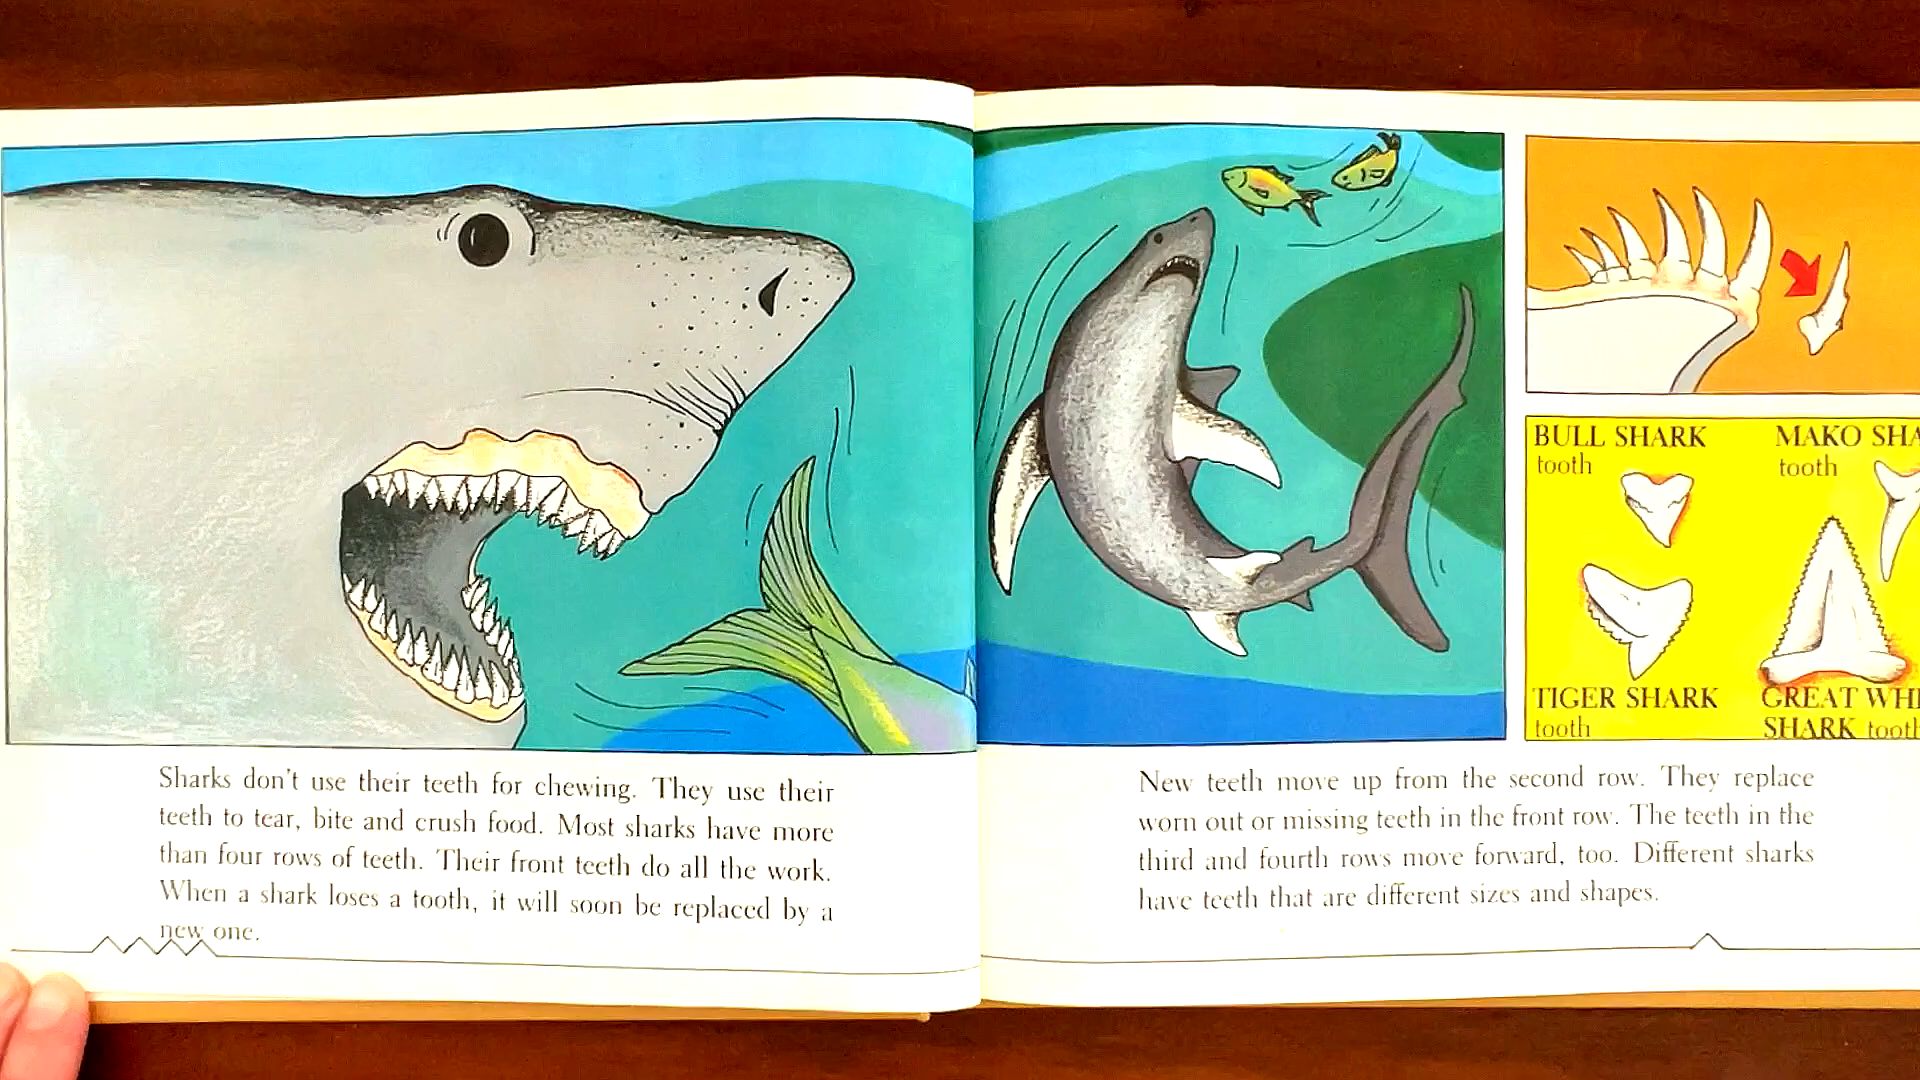 Sharks don't use their teeth for chewing. They use their
teeth to tear, bite and crush food. Most sharks have more
than four rows of teeth. Their front teeth do all the work.
When a shark loses a tooth, it will soon be replaced by a
new one.
BULL SHARK
tooth
MAKO SHA
tooth
TIGER SHARK
tooth
GREAT WHI
SHARK tooth
New teeth move up from the second row. They replace
worn out or missing teeth in the front row. The teeth in the
third and fourth rows move forward, too. Different sharks
have teeth that are different sizes and shapes.